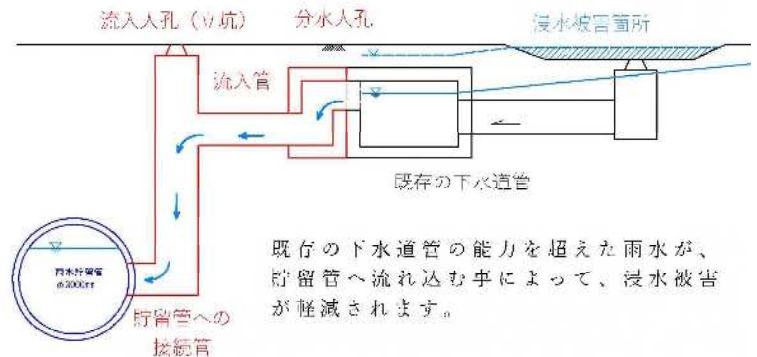 流入人孔（立坑）
分水人孔
浸水被害箇所
流入管
既存の下水道管
雨水貯留管
φ3000mm
貯留管への
接続管
既存の下水道管の能力を超えた雨水が、
貯留管へ流れ込む事によって、浸水被害
が軽減されます。